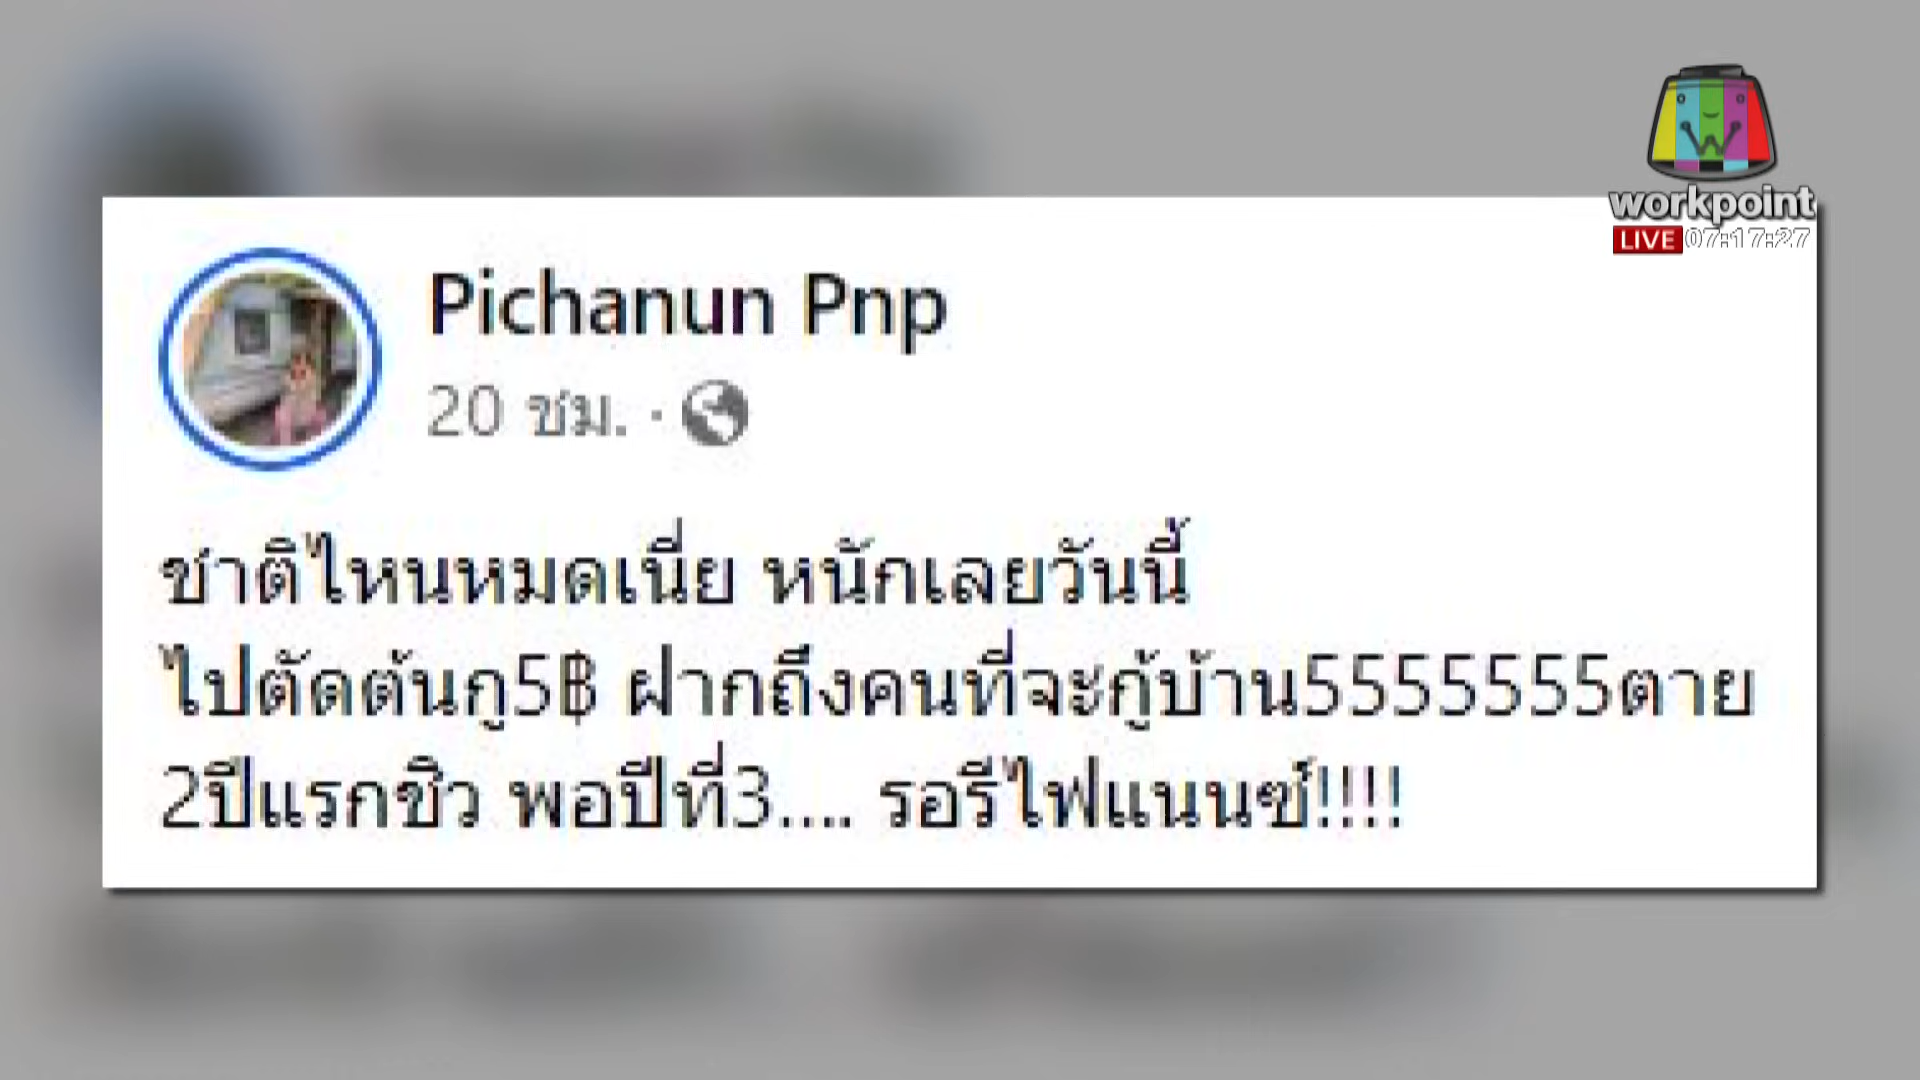 workpoint
LIVE 07:17:27
Pichanun Pnp
20 ชม. ·
ชาติไหนหมดเนี่ย หนักเลยวันนี้
ไปตัดต้นกู5฿ ฝากถึงคนที่จะกู้บ้าน5555555ตาย
2ปีแรกชิว พอปีที่3.... รอรีไฟแนนซ์!!!!